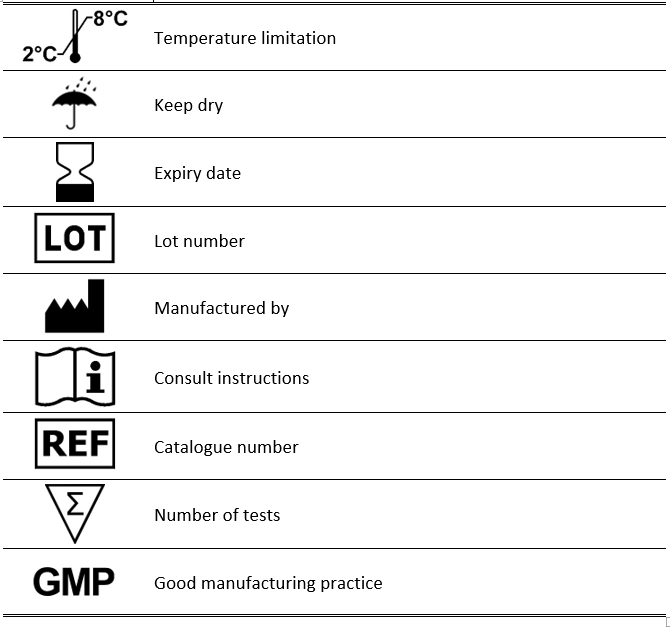 8°C
2°C
Temperature limitation
Keep dry
Expiry date
LOT
Lot number
Manufactured by
i
Consult instructions
REF
Catalogue number
Σ
Number of tests
GMP
Good manufacturing practice